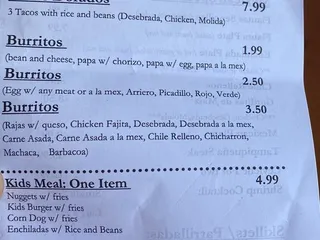 7.99
3 Tacos with rice and beans (Desebrada, Chicken, Molida)
Burritos 1.99
(bean and cheese, papa w/ chorizo, papa w/ egg, papa a la mex)
Burritos 2.50
(Egg w/ any meat or a la mex, Arriero, Picadillo, Rojo, Verde)
Burritos 3.50
(Rajas w/ queso, Chicken Fajita, Desebrada, Desebrada a la mex,
Carne Asada, Carne Asada a la mex, Chile Relleno, Chicharron,
Machaca, Barbacoa)
Kids Meal: One Item 4.99
Nuggets w/ fries
Kids Burger w/ fries
Corn Dog w/ fries
Enchiladas w/ Rice and Beans